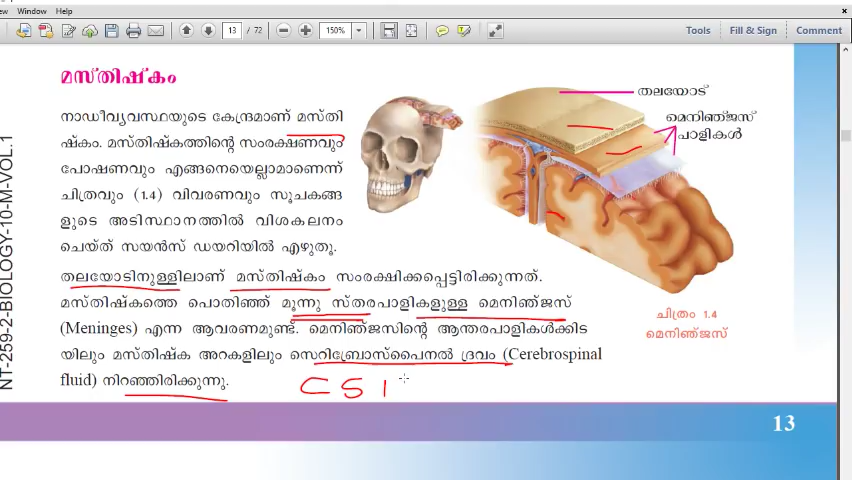 Window Help
13 / 72
150%
Tools Fill & Sign Comment
മസ്തിഷ്കം
നാഡീവ്യവസ്ഥയുടെ കേന്ദ്രമാണ് മസ്തി
ഷ്കം. മസ്തിഷ്കത്തിന്റെ സംരക്ഷണവും
പോഷണവും എങ്ങനെയെല്ലാമാണെന്ന്
ചിത്രവും (1.4) വിവരണവും സൂചകങ്ങ
ളുടെ അടിസ്ഥാനത്തിൽ വിശകലനം
ചെയ്ത് സയൻസ് ഡയറിയിൽ എഴുതൂ.
തലയോട്
മെനിഞ്ജസ്
പാളികൾ
ചിത്രം 1.4
മെനിഞ്ജസ്
തലയോടിനുള്ളിലാണ് മസ്തിഷ്കം സംരക്ഷിക്കപ്പെട്ടിരിക്കുന്നത്.
മസ്തിഷ്കത്തെ പൊതിഞ്ഞ് മൂന്നു സ്തരപാളികളുള്ള മെനിഞ്ജസ്
(Meninges) എന്ന ആവരണമുണ്ട്. മെനിഞ്ജസിന്റെ ആന്തരപാളികൾക്കിട
യിലും മസ്തിഷ്ക അറകളിലും സെറിബ്രോസ്പൈനൽ ദ്രവം (Cerebrospinal
fluid) നിറഞ്ഞിരിക്കുന്നു.
C S I
13
NT-259-2-BIOLOGY-10-M-VOL.1